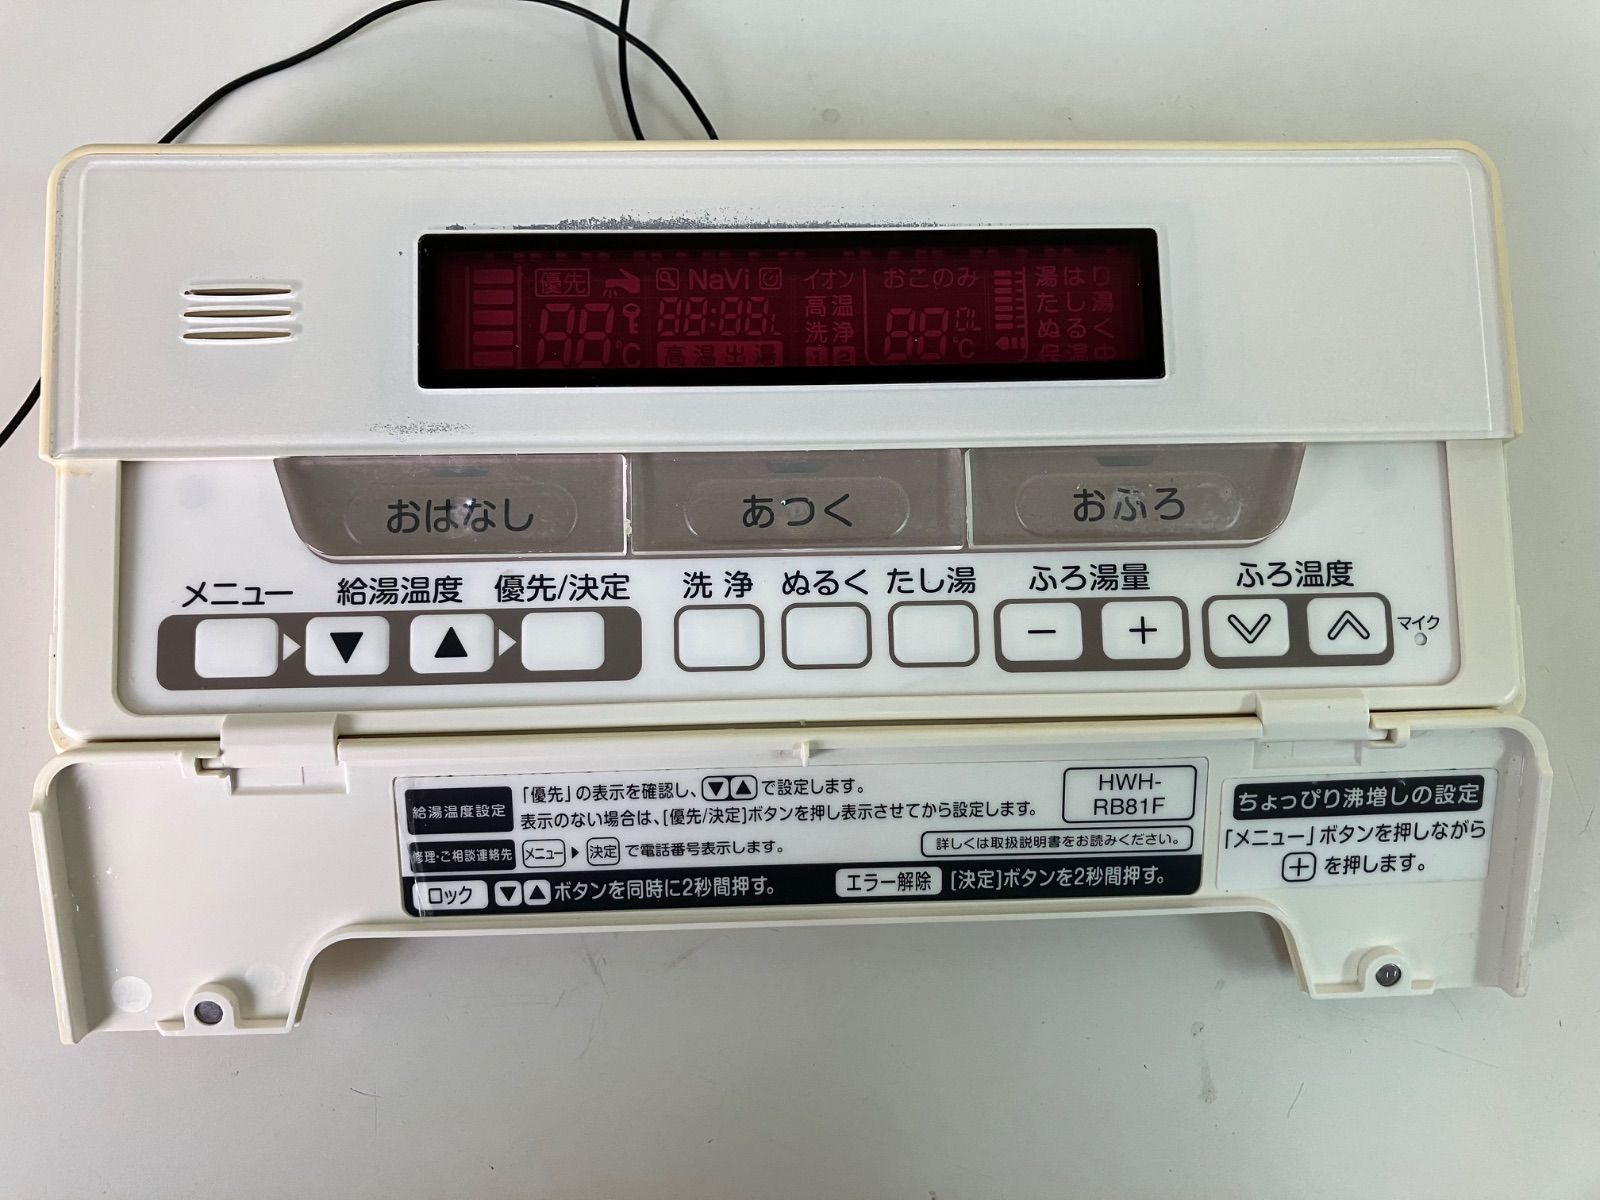 優先 NaVi イオン おこのみ 湯はり
88 88:88L 高温 88 0L たし湯
℃ 洗浄 ℃ ぬるく
高温出湯 1 2 保温中
おはなし あつく おふろ
メニュー 給湯温度 優先/決定 洗浄 ぬるく たし湯 ふろ湯量 ふろ温度
▼ ▲ − + マイク
給湯温度設定 「優先」の表示を確認し、▼▲で設定します。
表示のない場合は、[優先/決定]ボタンを押し表示させてから設定します。
HWH-
RB81F
修理・ご相談連絡先 メニュー ▶ 決定 で電話番号表示します。
詳しくは取扱説明書をお読みください。
ロック ▼▲ボタンを同時に2秒間押す。 エラー解除 [決定]ボタンを2秒間押す。
ちょっぴり沸増しの設定
「メニュー」ボタンを押しながら
+を押します。